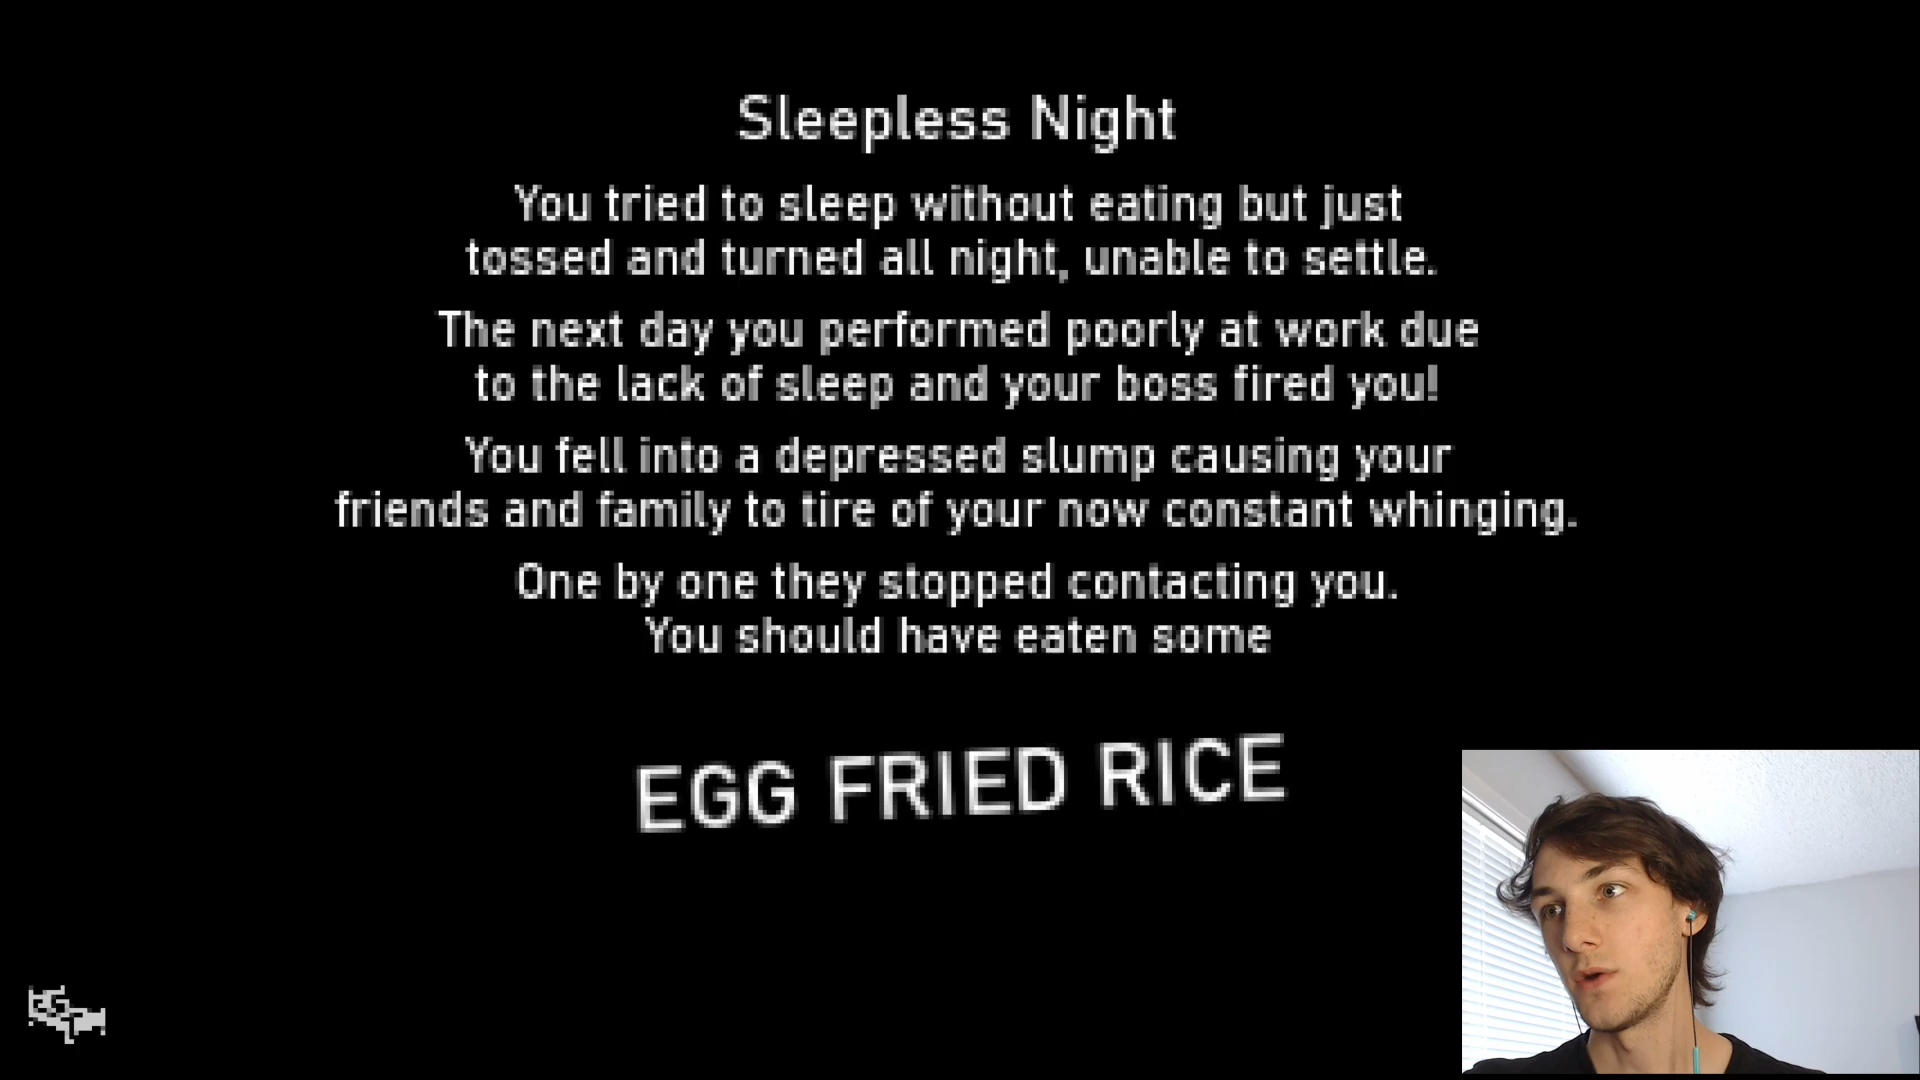 Sleepless Night
You tried to sleep without eating but just
tossed and turned all night, unable to settle.
The next day you performed poorly at work due
to the lack of sleep and your boss fired you!
You fell into a depressed slump causing your
friends and family to tire of your now constant whinging.
One by one they stopped contacting you.
You should have eaten some
EGG FRIED RICE